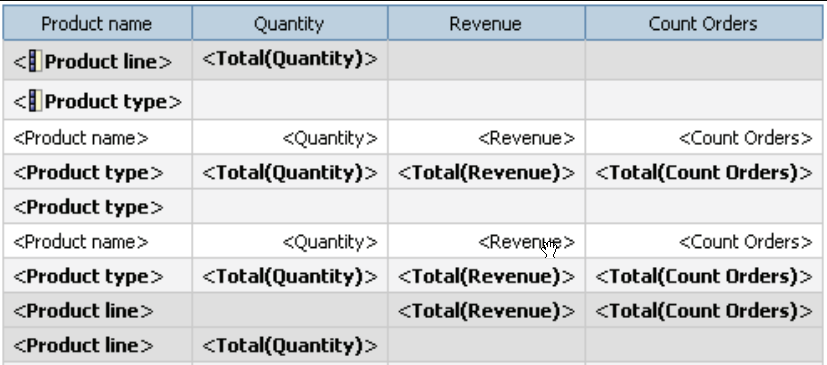 Product name Quantity Revenue Count Orders
<Product line> <Total(Quantity)>
<Product type>
<Product name> <Quantity> <Revenue> <Count Orders>
<Product type> <Total(Quantity)> <Total(Revenue)> <Total(Count Orders)>
<Product type>
<Product name> <Quantity> <Revenue> <Count Orders>
<Product type> <Total(Quantity)> <Total(Revenue)> <Total(Count Orders)>
<Product line> <Total(Revenue)> <Total(Count Orders)>
<Product line> <Total(Quantity)>